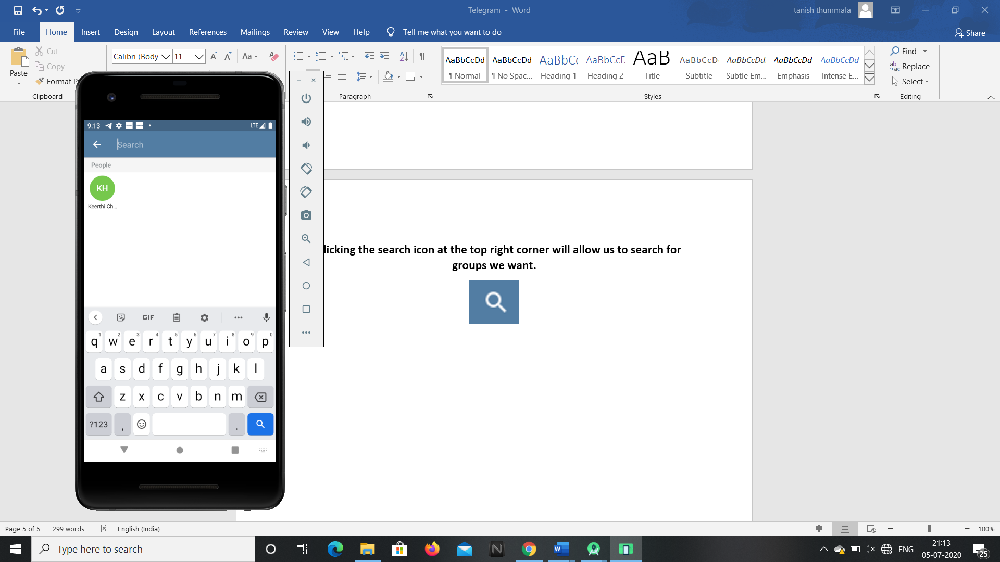 Telegram - Word
tanish thummala
File
Home
Insert
Design
Layout
References
Mailings
Review
View
Help
Tell me what you want to do
Share
Paste
Cut
Copy
Format P
Clipboard
Calibri (Body
11
Aa
Paragraph
AaBbCcDd
¶ Normal
AaBbCcDd
¶ No Spac...
AaBbCc
Heading 1
AaBbCcD
Heading 2
AaB
Title
AaBbCcD
Subtitle
AaBbCcDd
Subtle Em...
AaBbCcDd
Emphasis
AaBbCcDd
Intense E...
Styles
Find
Replace
Select
Editing
9:13
LTE
Search
People
KH
Keerthi Ch...
GIF
q w e r t y u i o p
1 2 3 4 5 6 7 8 9 0
a s d f g h j k l
z x c v b n m
?123 , .
licking the search icon at the top right corner will allow us to search for
groups we want.
Page 5 of 5
299 words
English (India)
100%
Type here to search
ENG
21:13
05-07-2020
25